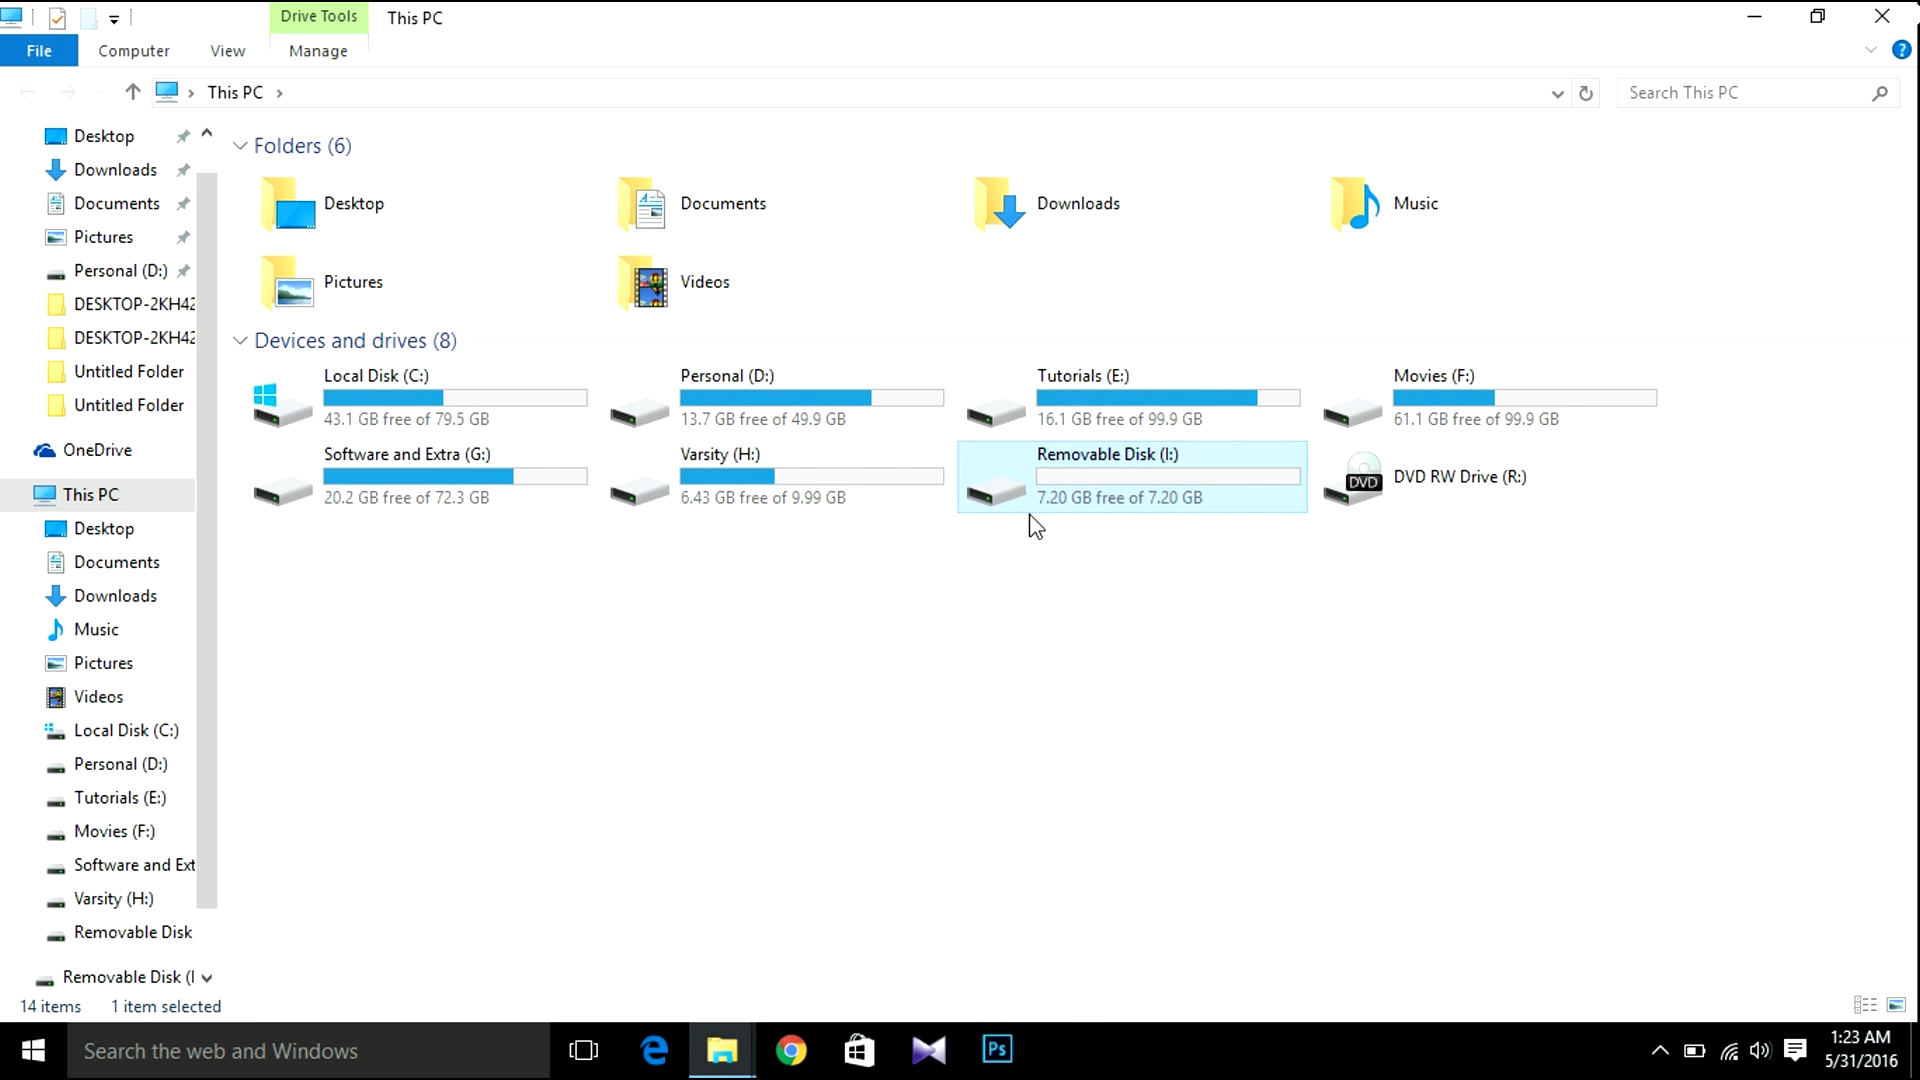 Drive Tools
This PC
File
Computer
View
Manage
?
This PC
Search This PC
Desktop
Downloads
Documents
Pictures
Personal (D:)
DESKTOP-2KH42
DESKTOP-2KH42
Untitled Folder
Untitled Folder
OneDrive
This PC
Desktop
Documents
Downloads
Music
Pictures
Videos
Local Disk (C:)
Personal (D:)
Tutorials (E:)
Movies (F:)
Software and Ext
Varsity (H:)
Removable Disk
Removable Disk (I
Folders (6)
Desktop
Documents
Downloads
Music
Pictures
Videos
Devices and drives (8)
Local Disk (C:)
43.1 GB free of 79.5 GB
Personal (D:)
13.7 GB free of 49.9 GB
Tutorials (E:)
16.1 GB free of 99.9 GB
Movies (F:)
61.1 GB free of 99.9 GB
Software and Extra (G:)
20.2 GB free of 72.3 GB
Varsity (H:)
6.43 GB free of 9.99 GB
Removable Disk (I:)
7.20 GB free of 7.20 GB
DVD
DVD RW Drive (R:)
14 items
1 item selected
Search the web and Windows
Ps
1:23 AM
5/31/2016